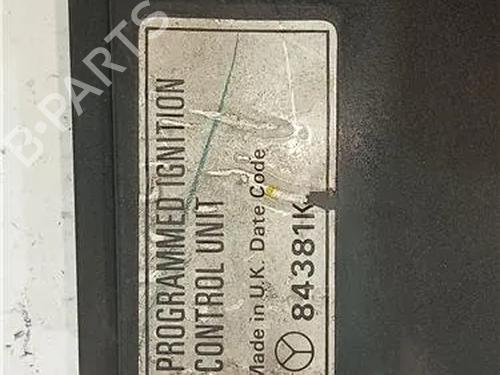 PROGRAMMED IGNITION
CONTROL UNIT
Made in U.K. Date Code
84381K
B-PARTS